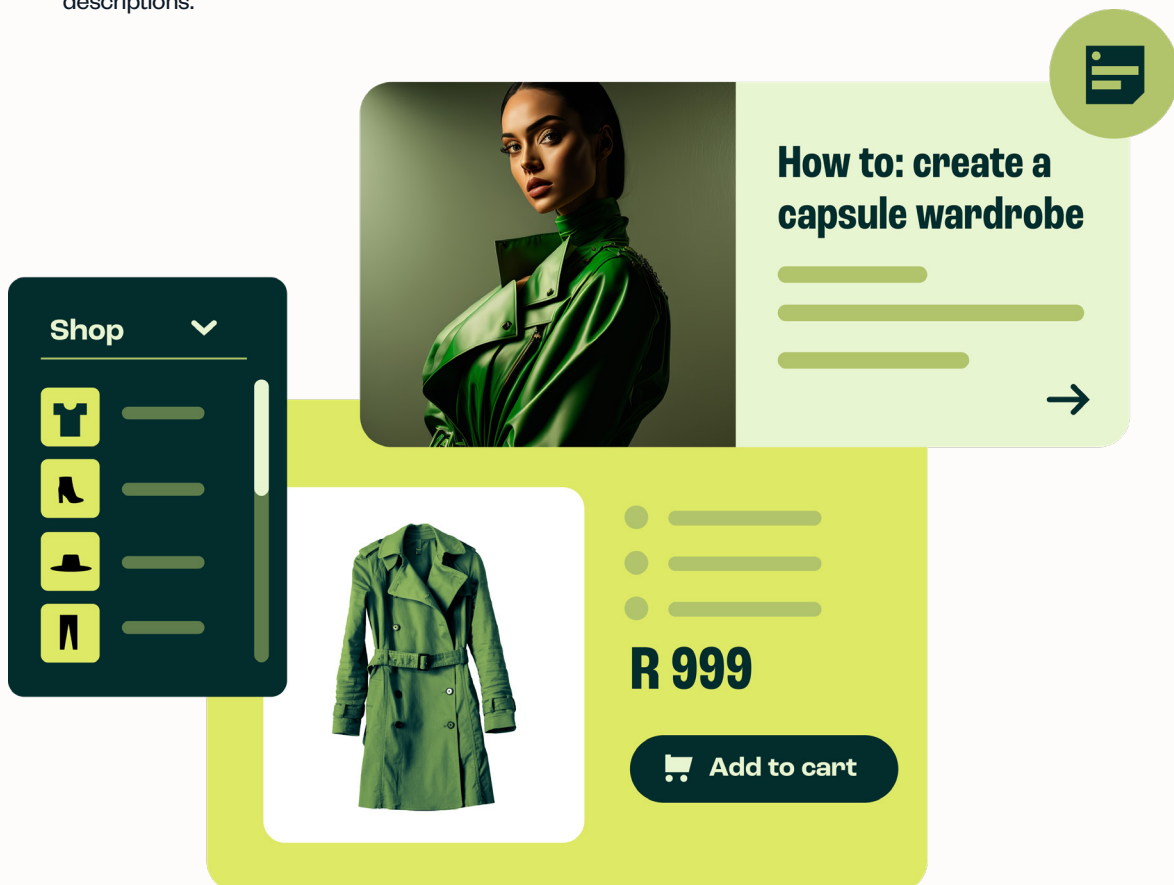 descriptions.
How to: create a
capsule wardrobe
Shop
R 999
Add to cart